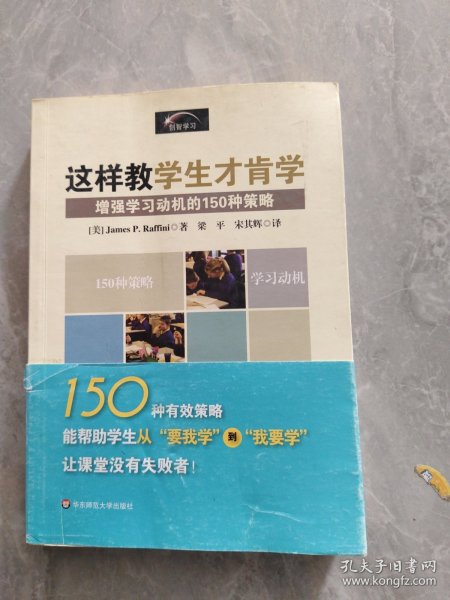 创智学习
这样教学生才肯学
增强学习动机的150种策略
[美] James P. Raffini ◎著 梁 平 宋其辉◎译
150种策略
学习动机
150种有效策略
能帮助学生从“要我学”到“我要学”
让课堂没有失败者!
华东师范大学出版社
孔夫子旧书网
www.kongfz.com